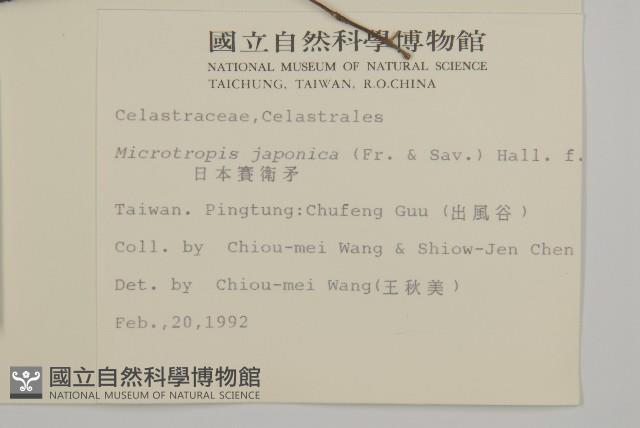 國立自然科學博物館
NATIONAL MUSEUM OF NATURAL SCIENCE
TAICHUNG, TAIWAN, R.O.CHINA
Celastraceae,Celastrales
Microtropis japonica (Fr. & Sav.) Hall. f.
日本賽衛矛
Taiwan. Pingtung:Chufeng Guu (出風谷)
Coll. by Chiou-mei Wang & Shiow-Jen Chen
Det. by Chiou-mei Wang(王秋美)
Feb.,20,1992
國立自然科學博物館
NATIONAL MUSEUM OF NATURAL SCIENCE